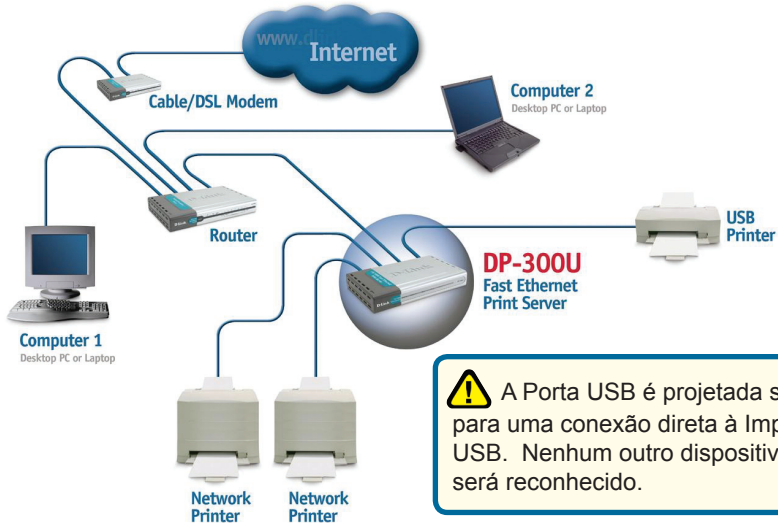 Internet
Cable/DSL Modem
Computer 2
Desktop PC or Laptop
Router
USB
Printer
DP-300U
Fast Ethernet
Print Server
Computer 1
Desktop PC or Laptop
A Porta USB é projetada
para uma conexão direta à
USB. Nenhum outro
será reconhecido.
Network
Printer
Network
Printer